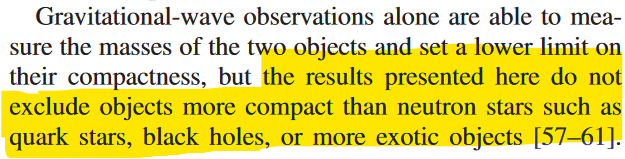 Gravitational-wave observations alone are able to mea-
sure the masses of the two objects and set a lower limit on
their compactness, but the results presented here do not
exclude objects more compact than neutron stars such as
quark stars, black holes, or more exotic objects [57–61].